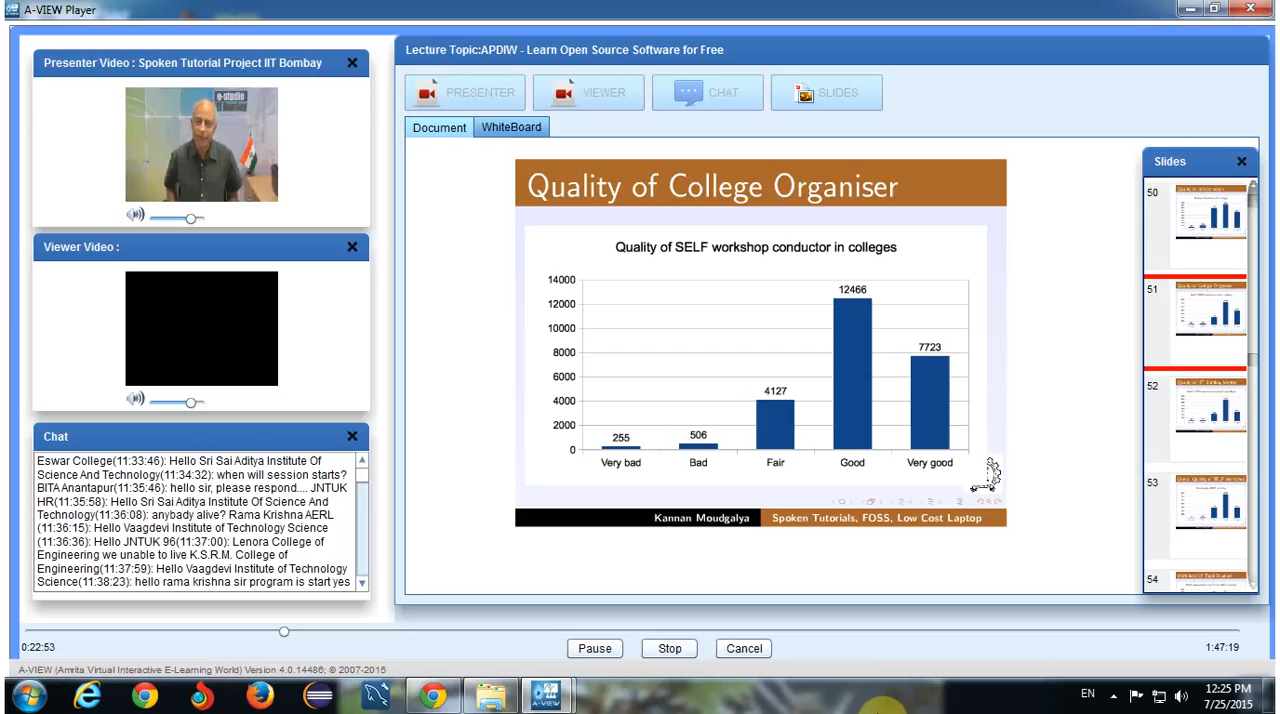 A-VIEW Player
Presenter Video : Spoken Tutorial Project IIT Bombay
e-studio
Viewer Video :
Chat
Eswar College(11:33:46): Hello Sri Sai Aditya Institute Of
Science And Technology(11:34:32): when will session starts?
BITA Anantapur(11:35:46): hello sir, please respond.... JNTUK
HR(11:35:58): Hello Sri Sai Aditya Institute Of Science And
Technology(11:36:08): anybady alive? Rama Krishna AERL
(11:36:15): Hello Vaagdevi Institute of Technology Science
(11:36:36): Hello JNTUK 96(11:37:00): Lenora College of
Engineering we unable to live K.S.R.M. College of
Engineering(11:37:59): Hello Vaagdevi Institute of Technology
Science(11:38:23): hello rama krishna sir program is start yes
Lecture Topic:APDIW - Learn Open Source Software for Free
PRESENTER VIEWER CHAT SLIDES
Document WhiteBoard
Quality of College Organiser
Quality of SELF workshop conductor in colleges
14000
12000
10000
8000
6000
4000
2000
0
255 506 4127 12466 7723
Very bad Bad Fair Good Very good
Kannan Moudgalya Spoken Tutorials, FOSS, Low Cost Laptop
Slides
50
51
Quality of College Organiser
52
53
54
0:22:53
Pause Stop Cancel
1:47:19
A-VIEW (Amrita Virtual Interactive E-Learning World) Version 4.0.14486; © 2007-2015
A-VIEW
EN
12:25 PM
7/25/2015